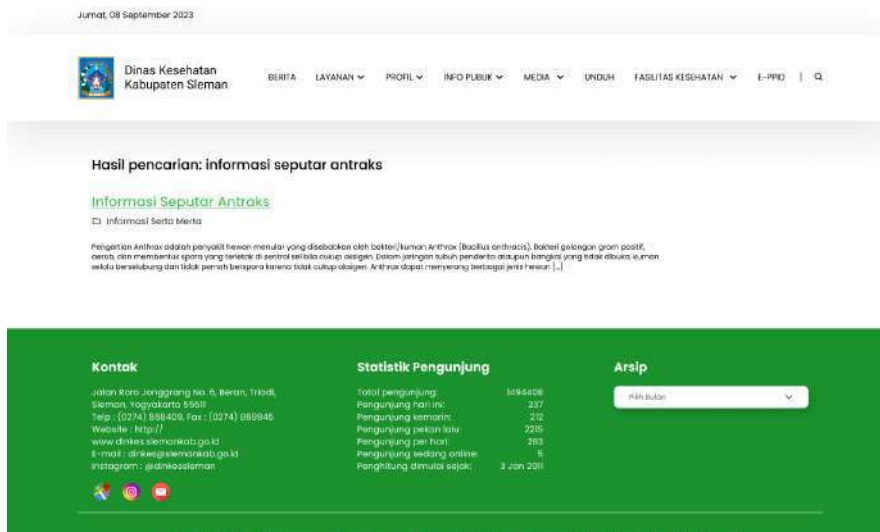 Jumat, 08 September 2023
Dinas Kesehatan
Kabupaten Sleman
BERITA LAYANAN PROFIL INFO PUBLIK MEDIA UNDUH FASILITAS KESEHATAN E-PPID
Hasil pencarian: informasi seputar antraks
Informasi Seputar Antraks
Informasi Serta Merta
Pengertian Anthrax adalah penyakit hewan menular yang disebabkan oleh bakteri/kuman Anthrax (Bacillus anthracis). Bakteri golongan gram positif,
aerob, dan membentuk spora yang terletak di sentral sel bila cukup oksigen. Dalam jaringan tubuh penderita ataupun bangkai yang tidak dibuka, kuman
selalu berselubung dan tidak pernah berspora karena tidak cukup oksigen. Anthrax dapat menyerang berbagai jenis hewan [...]
Kontak
Jalan Roro Jonggrang No. 6, Beran, Tridadi,
Sleman, Yogyakarta 55511
Telp : (0274) 868409, Fax : (0274) 868945
Website : http://
www.dinkes.slemankab.go.id
E-mail : dinkes@slemankab.go.id
Instagram : @dinkessleman
Statistik Pengunjung
Total pengunjung: 1494408
Pengunjung hari ini: 237
Pengunjung kemarin: 212
Pengunjung pekan lalu: 2215
Pengunjung per hari: 283
Pengunjung sedang online: 5
Penghitung dimulai sejak: 3 Jan 2011
Arsip
Pilih Bulan